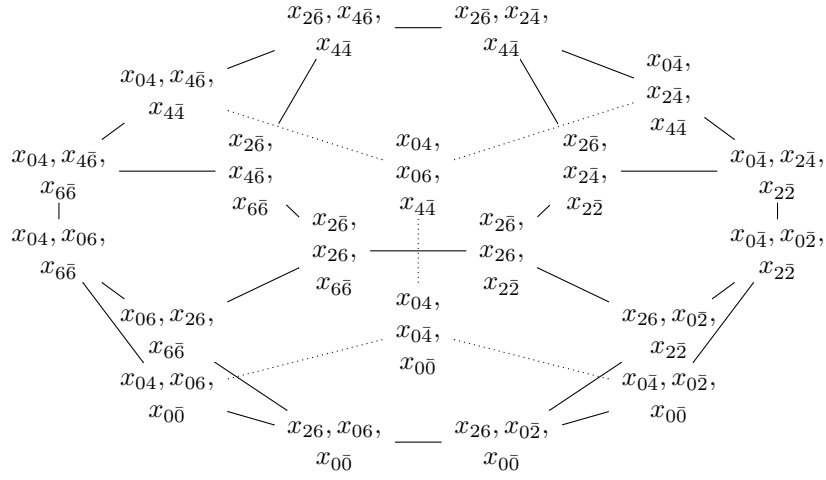 $x_{2\bar{6}}, x_{4\bar{6}},$
$x_{4\bar{4}}$
$x_{2\bar{6}}, x_{2\bar{4}},$
$x_{4\bar{4}}$
$x_{04}, x_{4\bar{6}},$
$x_{4\bar{4}}$
$x_{0\bar{4}},$
$x_{2\bar{4}},$
$x_{4\bar{4}}$
$x_{04}, x_{4\bar{6}},$
$x_{6\bar{6}}$
$x_{2\bar{6}},$
$x_{4\bar{6}},$
$x_{6\bar{6}}$
$x_{04},$
$x_{06},$
$x_{4\bar{4}}$
$x_{2\bar{6}},$
$x_{2\bar{4}},$
$x_{2\bar{2}}$
$x_{0\bar{4}}, x_{2\bar{4}},$
$x_{2\bar{2}}$
$x_{04}, x_{06},$
$x_{6\bar{6}}$
$x_{2\bar{6}},$
$x_{26},$
$x_{6\bar{6}}$
$x_{2\bar{6}},$
$x_{26},$
$x_{2\bar{2}}$
$x_{0\bar{4}}, x_{0\bar{2}},$
$x_{2\bar{2}}$
$x_{06}, x_{26},$
$x_{6\bar{6}}$
$x_{04},$
$x_{0\bar{4}},$
$x_{0\bar{0}}$
$x_{26}, x_{0\bar{2}},$
$x_{2\bar{2}}$
$x_{04}, x_{06},$
$x_{0\bar{0}}$
$x_{0\bar{4}}, x_{0\bar{2}},$
$x_{0\bar{0}}$
$x_{26}, x_{06},$
$x_{0\bar{0}}$
$x_{26}, x_{0\bar{2}},$
$x_{0\bar{0}}$